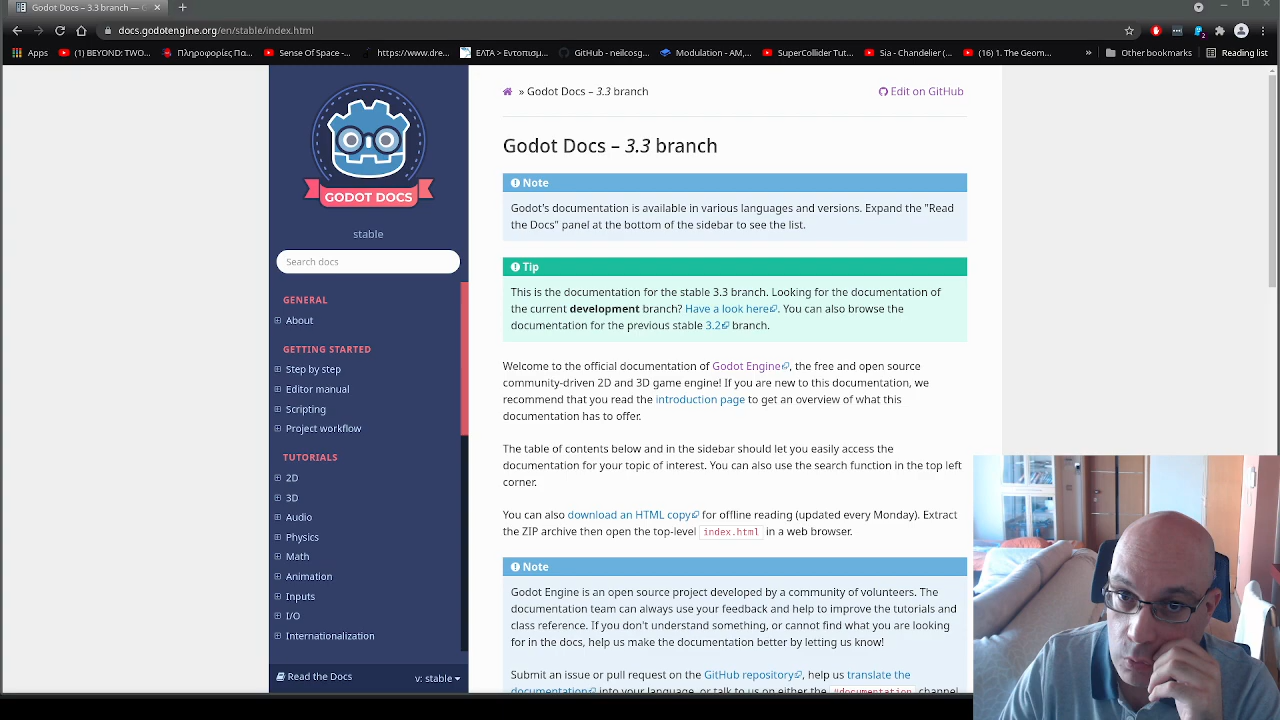 Godot Docs – 3.3 branch —
docs.godotengine.org/en/stable/index.html
Apps
(1) BEYOND: TWO...
Πληροφορίες Πα...
Sense Of Space -...
https://www.dre...
ΕΛΤΑ > Εντοπισμ...
GitHub - neilcosg...
Modulation - AM,...
SuperCollider Tut...
Sia - Chandelier (...
(16) 1. The Geom...
»
Other bookmarks
Reading list
GODOT DOCS
stable
Search docs
GENERAL
About
GETTING STARTED
Step by step
Editor manual
Scripting
Project workflow
TUTORIALS
2D
3D
Audio
Physics
Math
Animation
Inputs
I/O
Internationalization
Read the Docs
v: stable
» Godot Docs – 3.3 branch
Edit on GitHub
Godot Docs – 3.3 branch
Note
Godot's documentation is available in various languages and versions. Expand the "Read
the Docs" panel at the bottom of the sidebar to see the list.
Tip
This is the documentation for the stable 3.3 branch. Looking for the documentation of
the current development branch? Have a look here. You can also browse the
documentation for the previous stable 3.2 branch.
Welcome to the official documentation of Godot Engine, the free and open source
community-driven 2D and 3D game engine! If you are new to this documentation, we
recommend that you read the introduction page to get an overview of what this
documentation has to offer.
The table of contents below and in the sidebar should let you easily access the
documentation for your topic of interest. You can also use the search function in the top left
corner.
You can also download an HTML copy for offline reading (updated every Monday). Extract
the ZIP archive then open the top-level index.html in a web browser.
Note
Godot Engine is an open source project developed by a community of volunteers. The
documentation team can always use your feedback and help to improve the tutorials and
class reference. If you don't understand something, or cannot find what you are looking
for in the docs, help us make the documentation better by letting us know!
Submit an issue or pull request on the GitHub repository, help us translate the
documentation into your language, or talk to us on either the #documentation channel